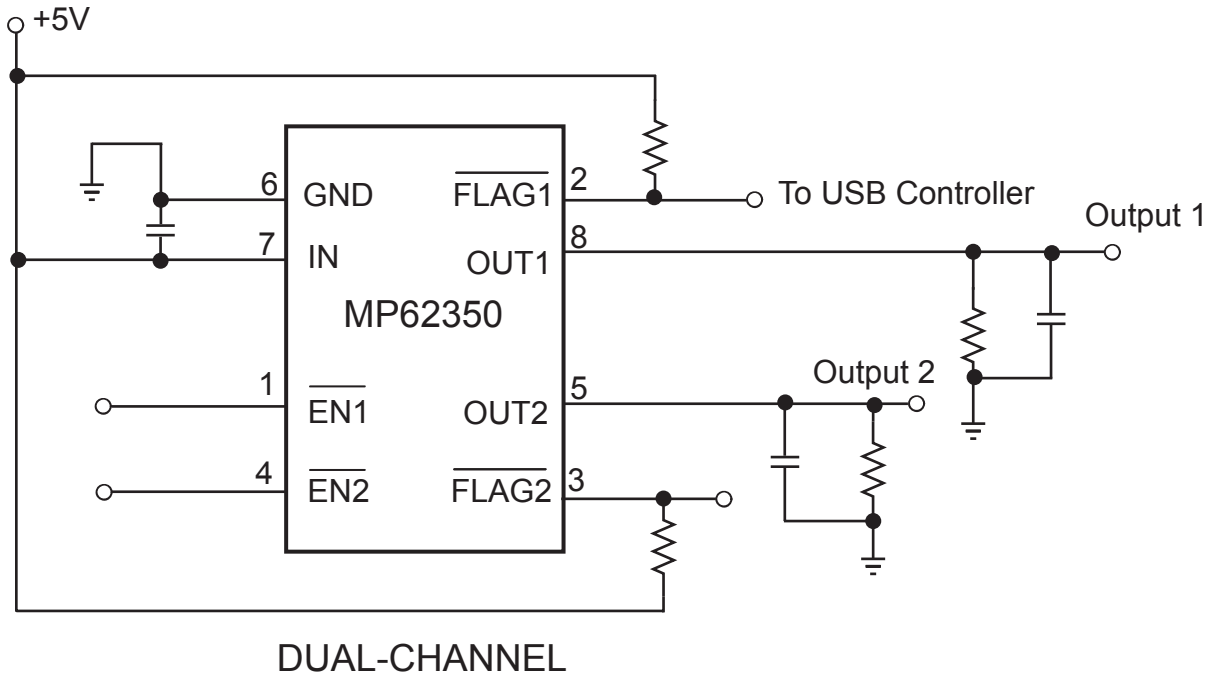 +5V
6
GND
FLAG1
2
To USB Controller
Output 1
7
IN
OUT1
8
MP62350
Output 2
1
EN1
OUT2
5
4
EN2
FLAG2
3
DUAL-CHANNEL